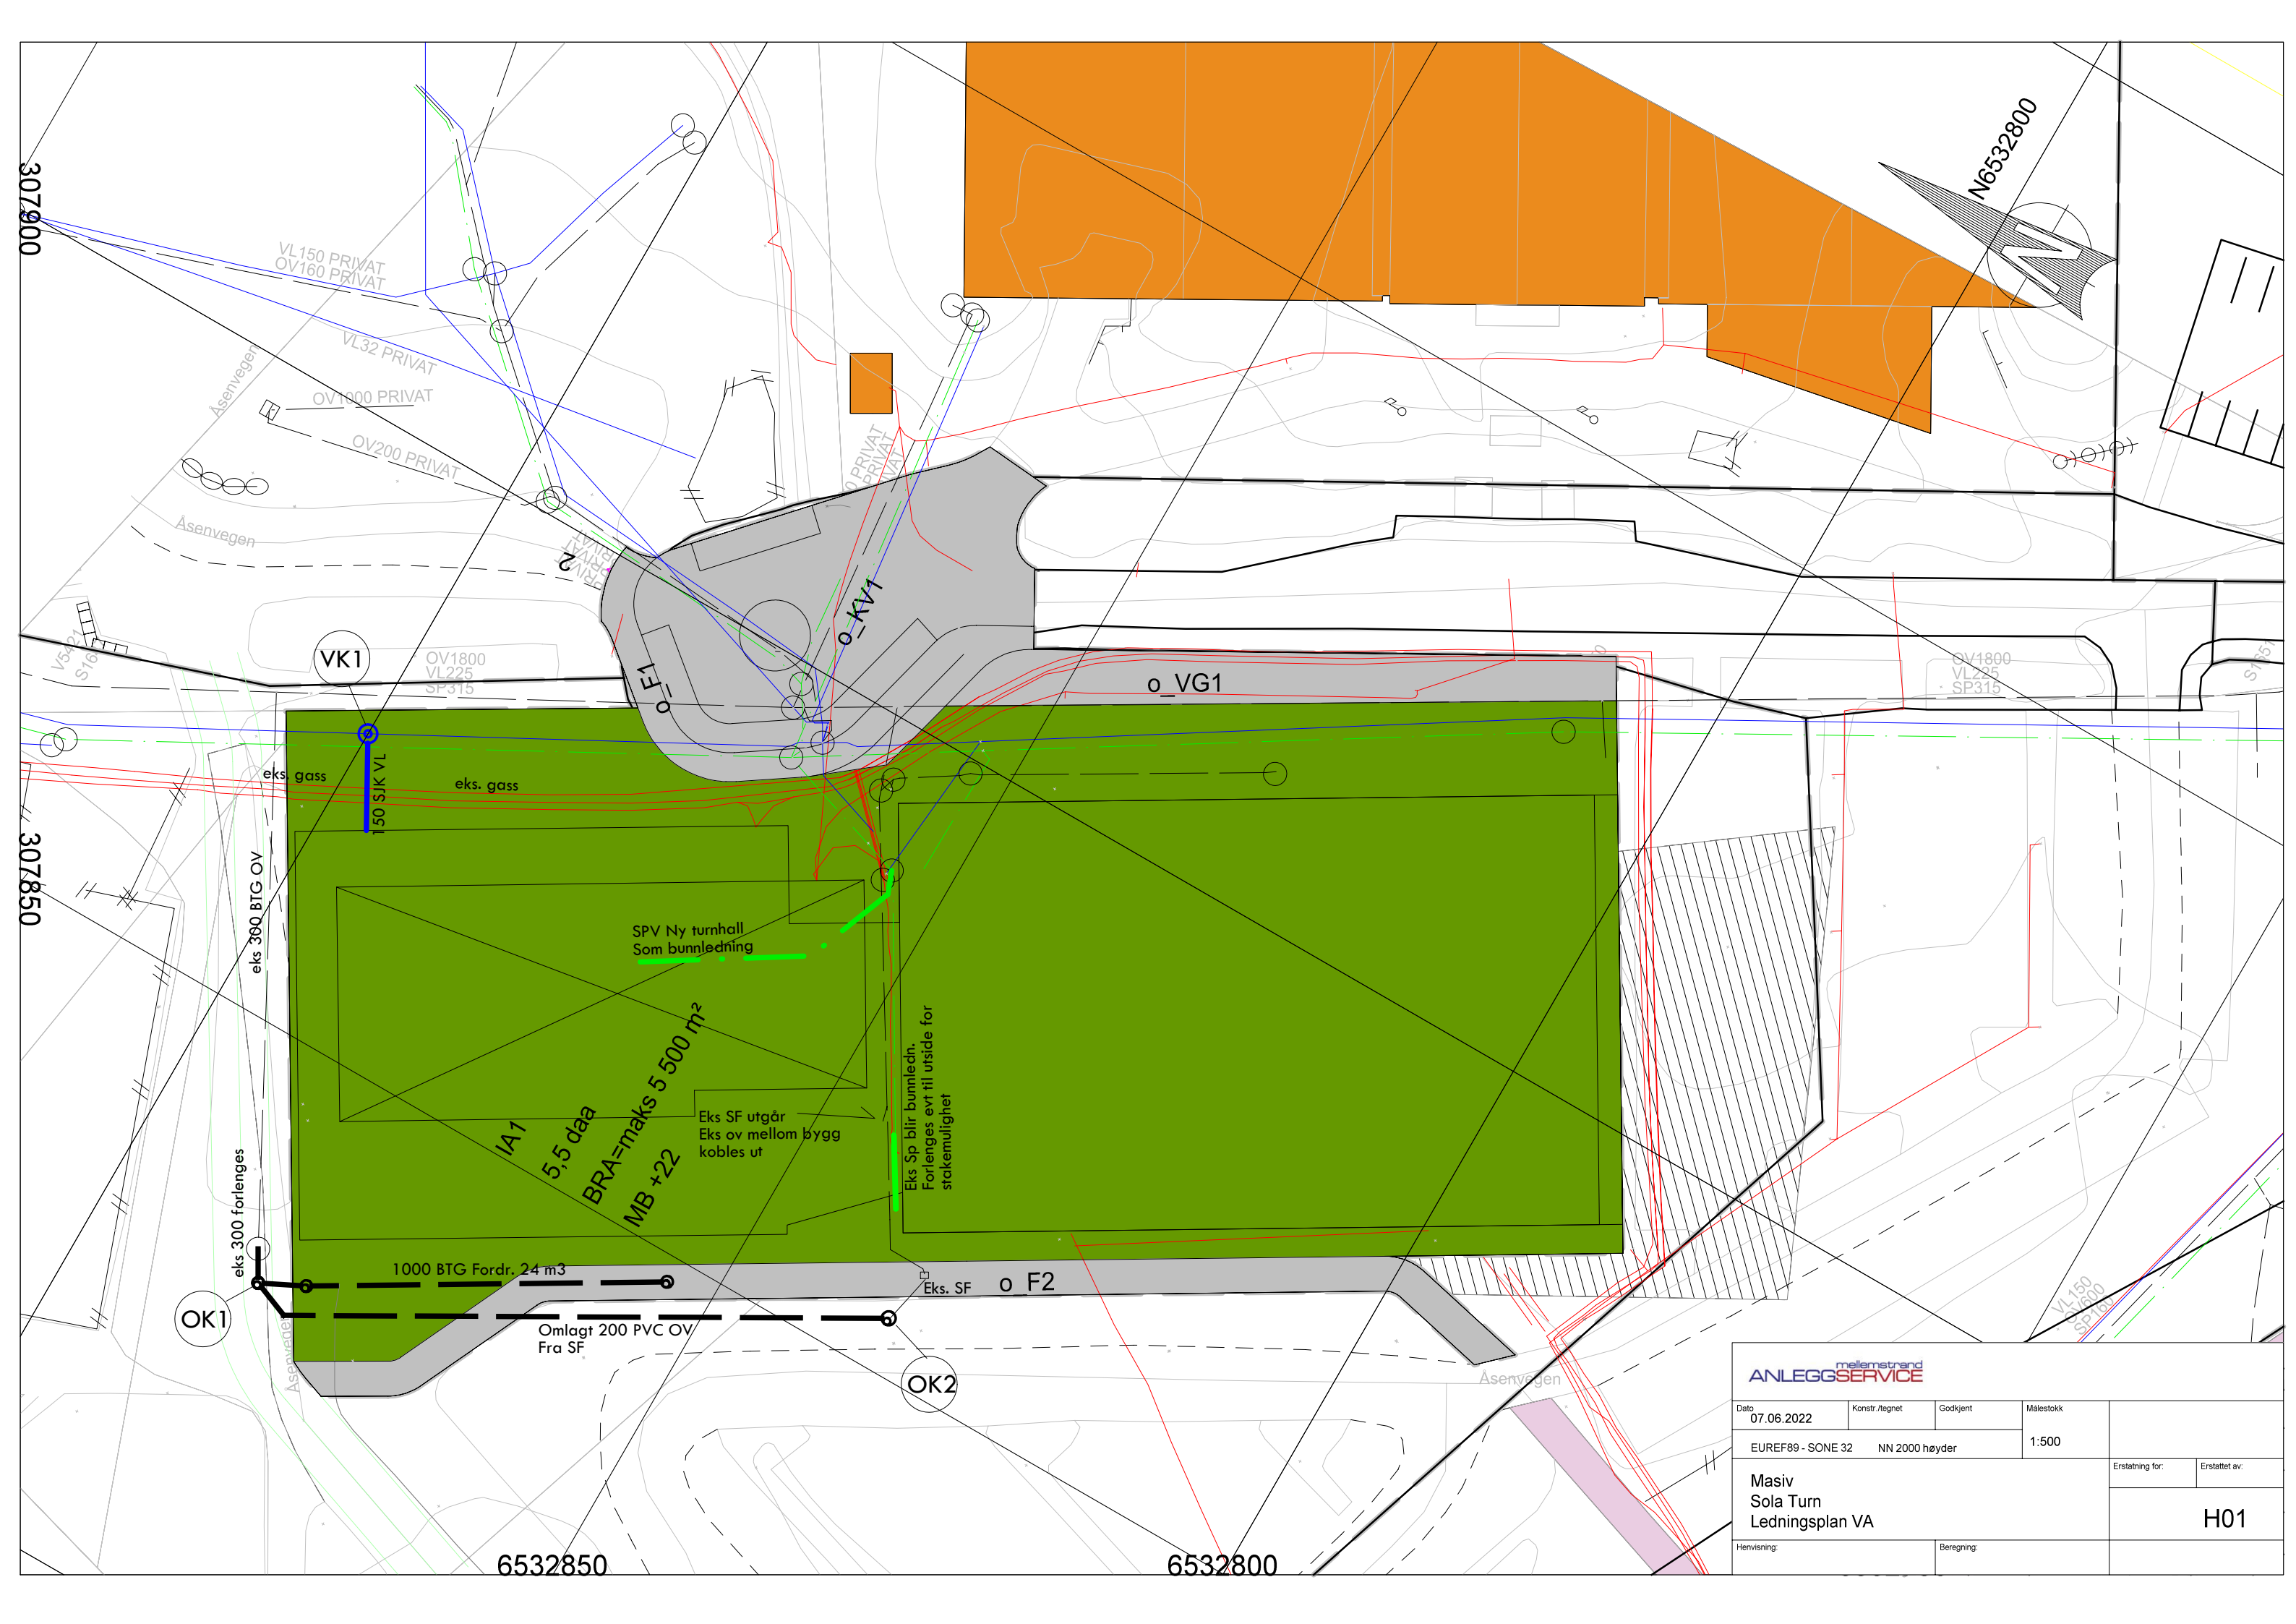 307900
N6532800
VL150 PRIVAT
OV160 PRIVAT
VL32 PRIVAT
Åsenvegen
OV1000 PRIVAT
OV200 PRIVAT
PRIVAT
PRIVAT
Åsenvegen
2
PRIVAT
o_KV1
o_F1
VK1
OV1800
VL225
SP315
o_VG1
OV1800
VL225
SP315
eks. gass
eks. gass
150 SJK VL
307850
eks 300 BTG OV
SPV Ny turnhall
Som bunnledning
IA1
5,5 daa
BRA=maks 5 500 m²
MB +22
Eks SF utgår
Eks ov mellom bygg
kobles ut
Eks Sp blir bunnledn.
Forlenges evt til utside for
stakemulighet
eks 300 forlenges
1000 BTG Fordr. 24 m3
Eks. SF
o_F2
OK1
Omlagt 200 PVC OV
Fra SF
OK2
Åsenvegen
Åsenvegen
VL150
OV600
SP160
6532850
6532800
mellemstrand
ANLEGGSERVICE
Dato
07.06.2022
Konstr./tegnet
Godkjent
Målestokk
1:500
EUREF89 - SONE 32
NN 2000 høyder
Erstatning for:
Erstattet av:
Masiv
Sola Turn
Ledningsplan VA
H01
Henvisning:
Beregning: